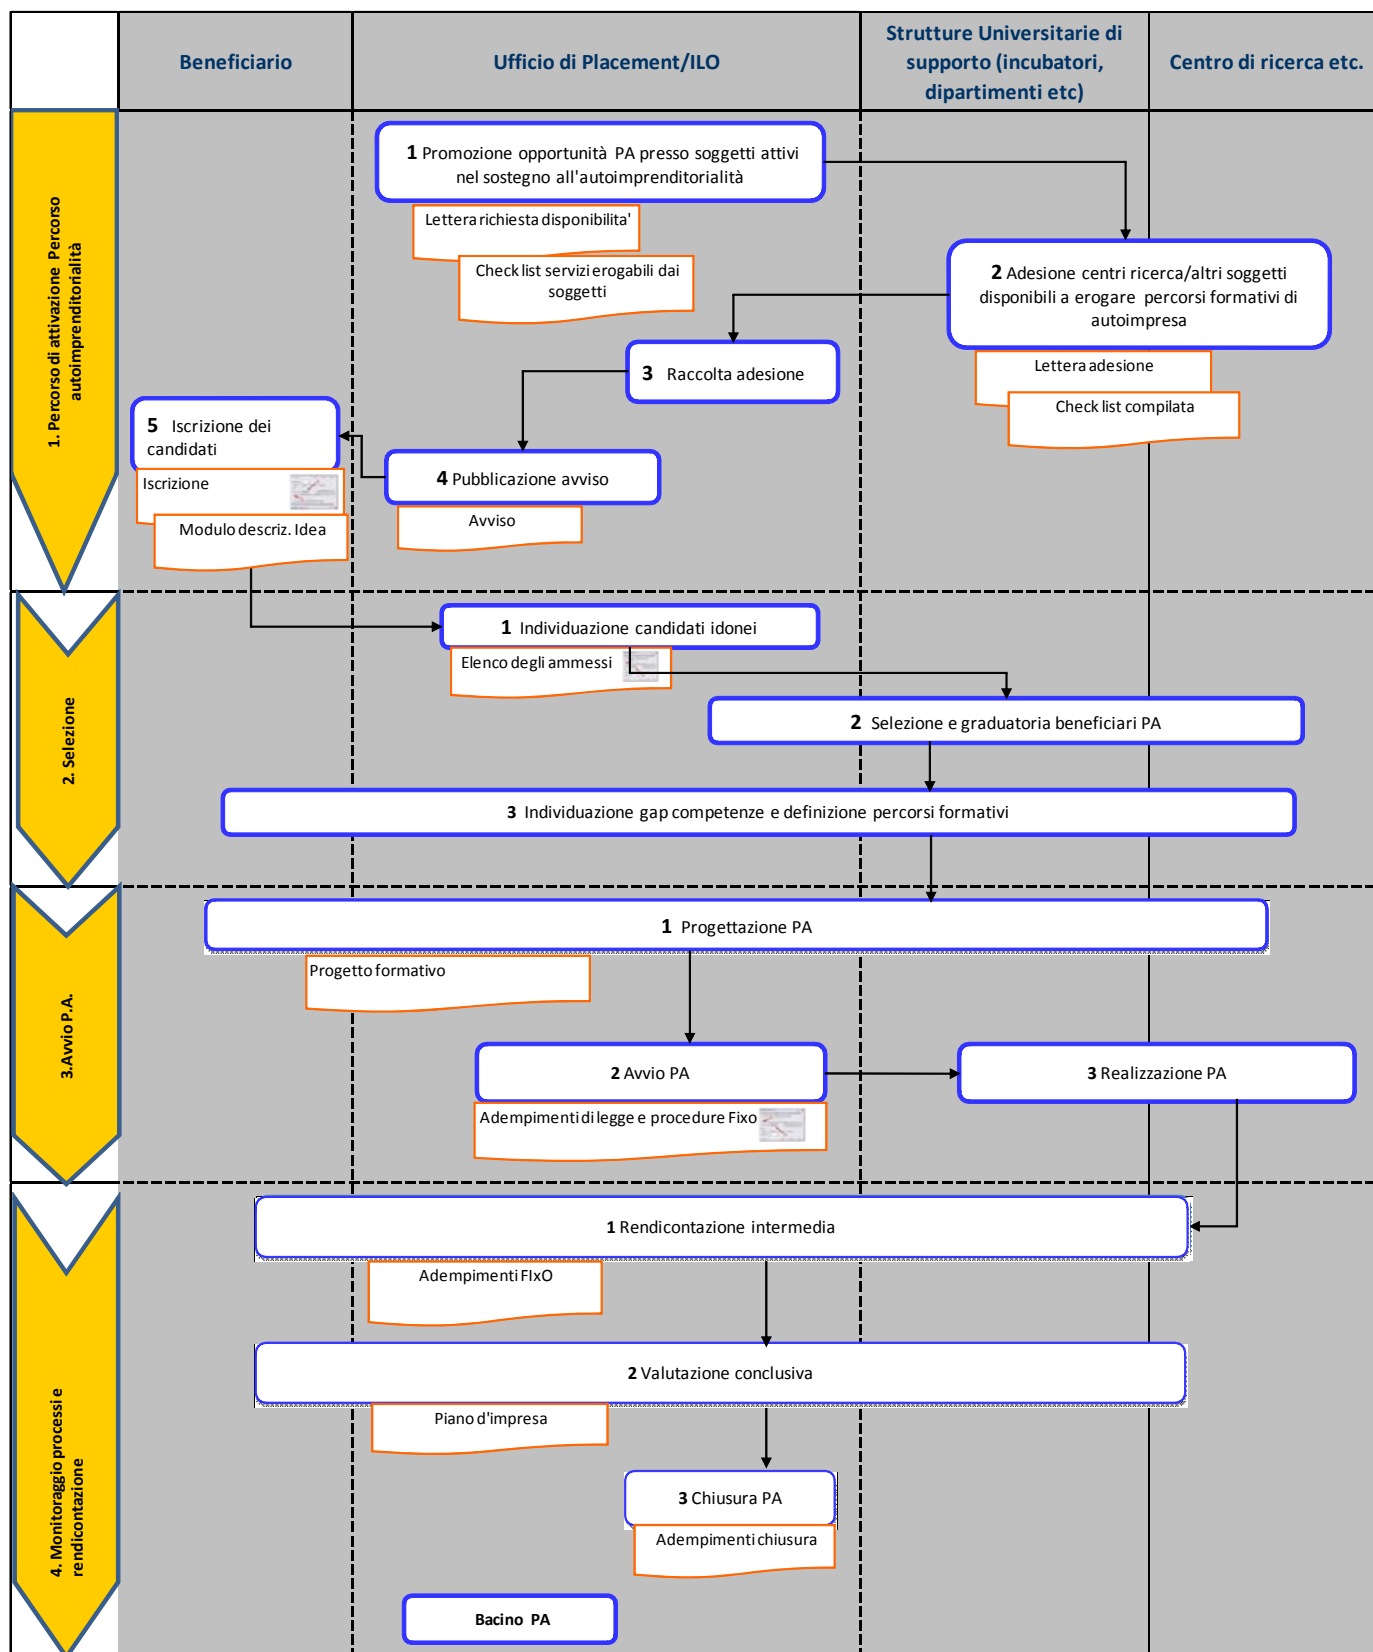 Beneficiario
Ufficio di Placement/ILO
Strutture Universitarie di
supporto (incubatori,
dipartimenti etc)
Centro di ricerca etc.
1. Percorso di attivazione Percorso
autoimprenditorialità
1 Promozione opportunità PA presso soggetti attivi
nel sostegno all'autoimprenditorialità
Lettera richiesta disponibilita'
Check list servizi erogabili dai
soggetti
2 Adesione centri ricerca/altri soggetti
disponibili a erogare percorsi formativi di
autoimpresa
Lettera adesione
Check list compilata
3 Raccolta adesione
5 Iscrizione dei
candidati
Iscrizione
Modulo descriz. Idea
4 Pubblicazione avviso
Avviso
2. Selezione
1 Individuazione candidati idonei
Elenco degli ammessi
2 Selezione e graduatoria beneficiari PA
3 Individuazione gap competenze e definizione percorsi formativi
3.Avvio P.A.
1 Progettazione PA
Progetto formativo
2 Avvio PA
Adempimenti di legge e procedure Fixo
3 Realizzazione PA
4. Monitoraggio processi e
rendicontazione
1 Rendicontazione intermedia
Adempimenti FIxO
2 Valutazione conclusiva
Piano d'impresa
3 Chiusura PA
Adempimenti chiusura
Bacino PA